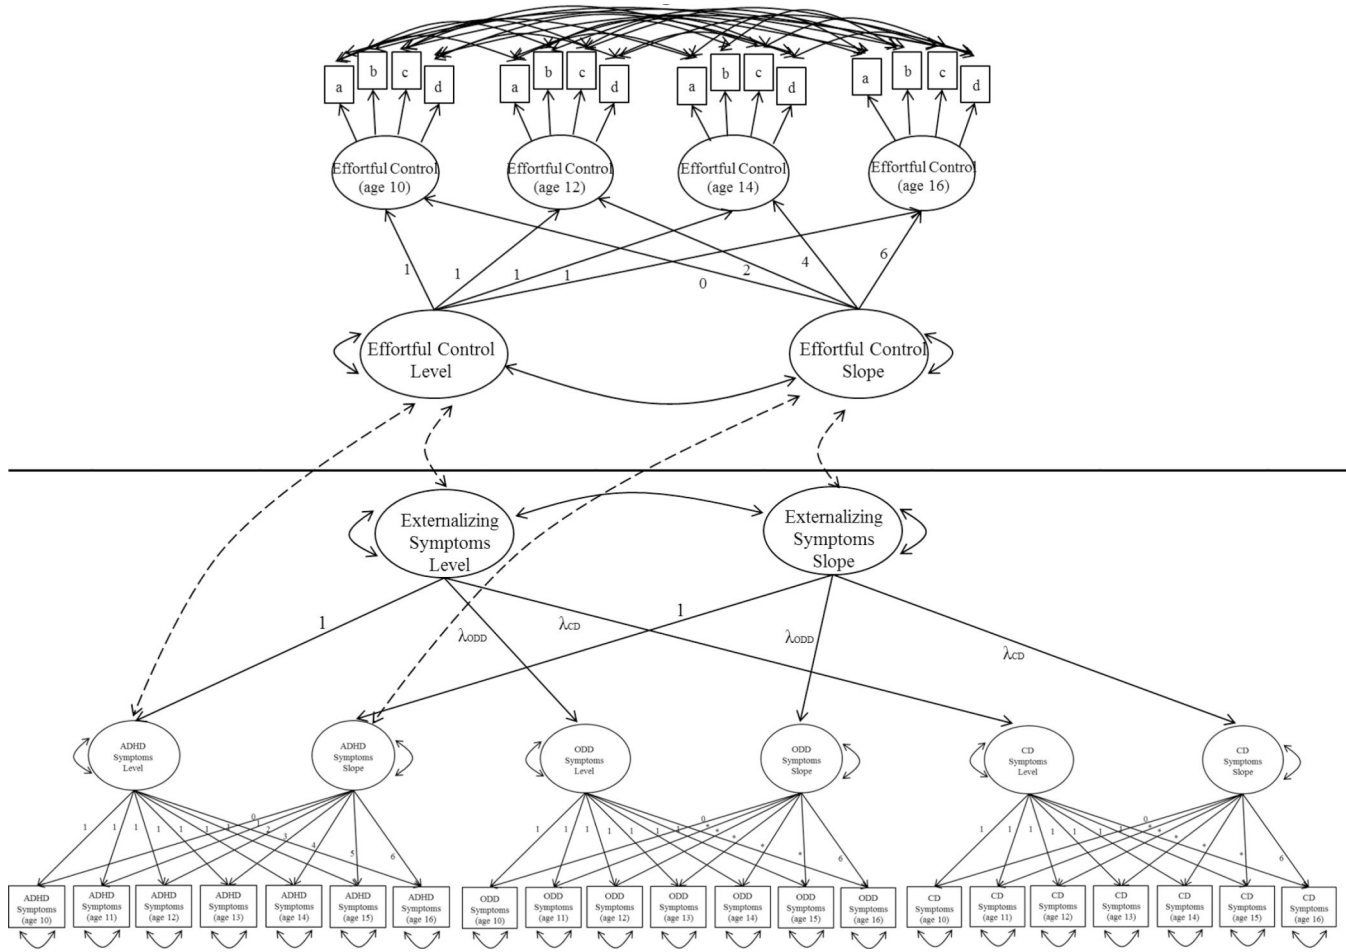 a b c d a b c d a b c d a b c d
Effortful Control
(age 10)
Effortful Control
(age 12)
Effortful Control
(age 14)
Effortful Control
(age 16)
1 1 1 1 0 2 4 6
Effortful Control
Level
Effortful Control
Slope
Externalizing
Symptoms
Level
Externalizing
Symptoms
Slope
1 λODD λCD 1 λODD λCD
ADHD
Symptoms
Level
ADHD
Symptoms
Slope
ODD
Symptoms
Level
ODD
Symptoms
Slope
CD
Symptoms
Level
CD
Symptoms
Slope
1 1 1 1 1 1 1 0 1 2 3 4 5 6
1 1 1 1 1 1 1 0 * * * * * 6
1 1 1 1 1 1 1 0 * * * * * 6
ADHD
Symptoms
(age 10)
ADHD
Symptoms
(age 11)
ADHD
Symptoms
(age 12)
ADHD
Symptoms
(age 13)
ADHD
Symptoms
(age 14)
ADHD
Symptoms
(age 15)
ADHD
Symptoms
(age 16)
ODD
Symptoms
(age 10)
ODD
Symptoms
(age 11)
ODD
Symptoms
(age 12)
ODD
Symptoms
(age 13)
ODD
Symptoms
(age 14)
ODD
Symptoms
(age 15)
ODD
Symptoms
(age 16)
CD
Symptoms
(age 10)
CD
Symptoms
(age 11)
CD
Symptoms
(age 12)
CD
Symptoms
(age 13)
CD
Symptoms
(age 14)
CD
Symptoms
(age 15)
CD
Symptoms
(age 16)